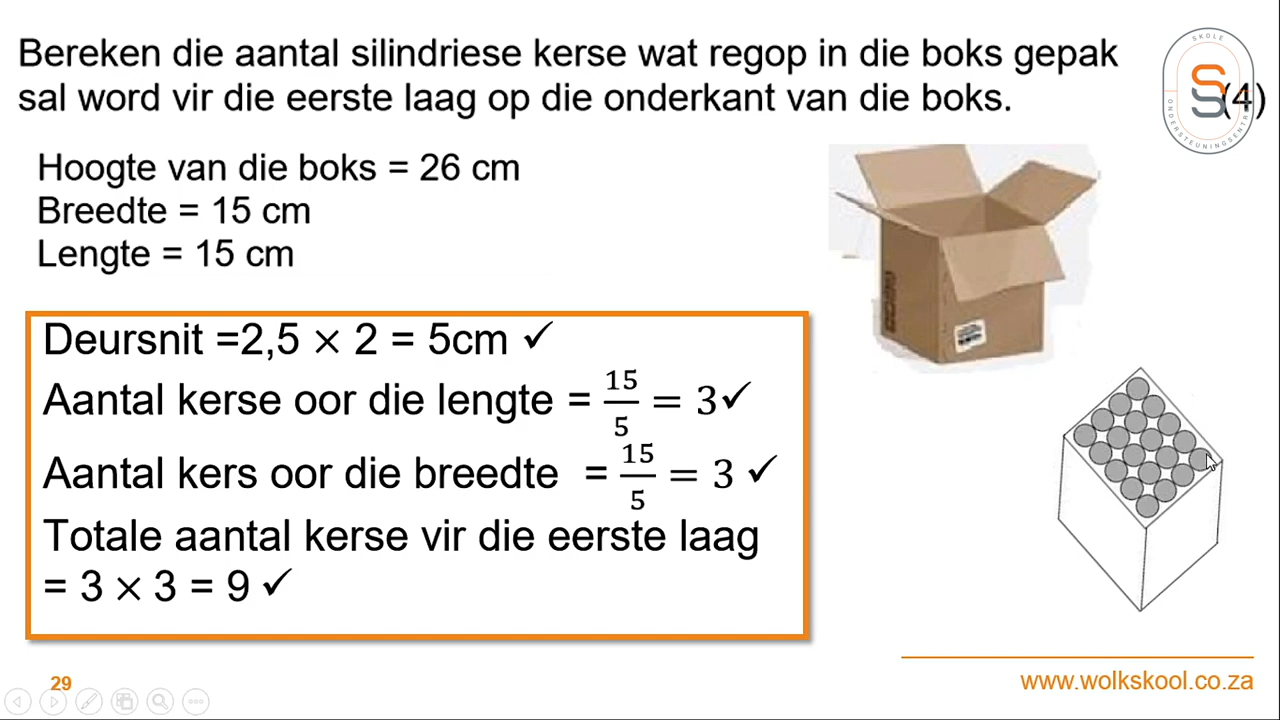 Bereken die aantal silindriese kerse wat regop in die boks gepak
sal word vir die eerste laag op die onderkant van die boks. (4)
SKOLE
ONDERSTEUNINGSENTRA
Hoogte van die boks = 26 cm
Breedte = 15 cm
Lengte = 15 cm
Deursnit =2,5 × 2 = 5cm ✓
Aantal kerse oor die lengte = 15/5 = 3✓
Aantal kers oor die breedte = 15/5 = 3 ✓
Totale aantal kerse vir die eerste laag
= 3 × 3 = 9 ✓
29
www.wolkskool.co.za